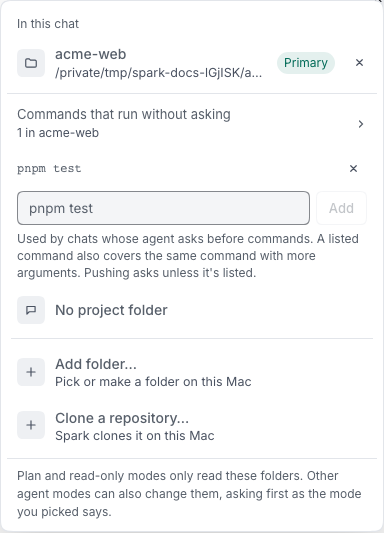 In this chat
acme-web
/private/tmp/spark-docs-IGjISK/a...
Primary
Commands that run without asking
1 in acme-web
pnpm test
pnpm test
Add
Used by chats whose agent asks before commands. A listed
command also covers the same command with more
arguments. Pushing asks unless it's listed.
No project folder
Add folder...
Pick or make a folder on this Mac
Clone a repository...
Spark clones it on this Mac
Plan and read-only modes only read these folders. Other
agent modes can also change them, asking first as the mode
you picked says.